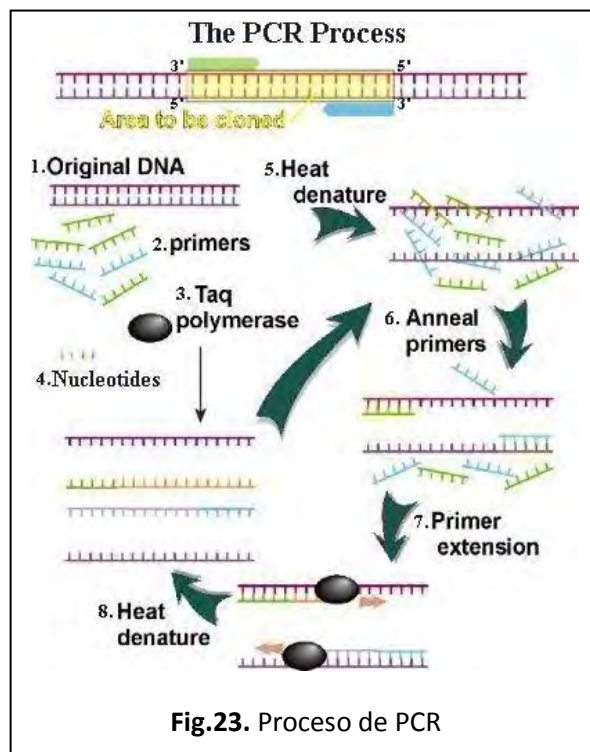 The PCR Process
3' 5'
5' 3'
Area to be cloned
1.Original DNA
2. primers
3. Taq
polymerase
4.Nucleotides
5.Heat
denature
6. Anneal
primers
7.Primer
extension
8.Heat
denature
Fig.23. Proceso de PCR